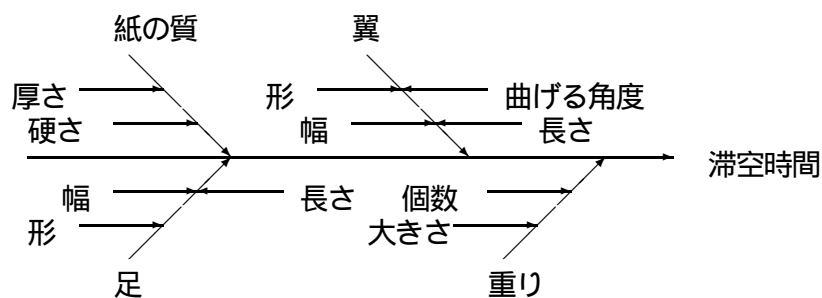 紙の質
翼
厚さ
形
曲げる角度
硬さ
幅
長さ
滞空時間
幅
長さ
個数
形
大きさ
足
重り